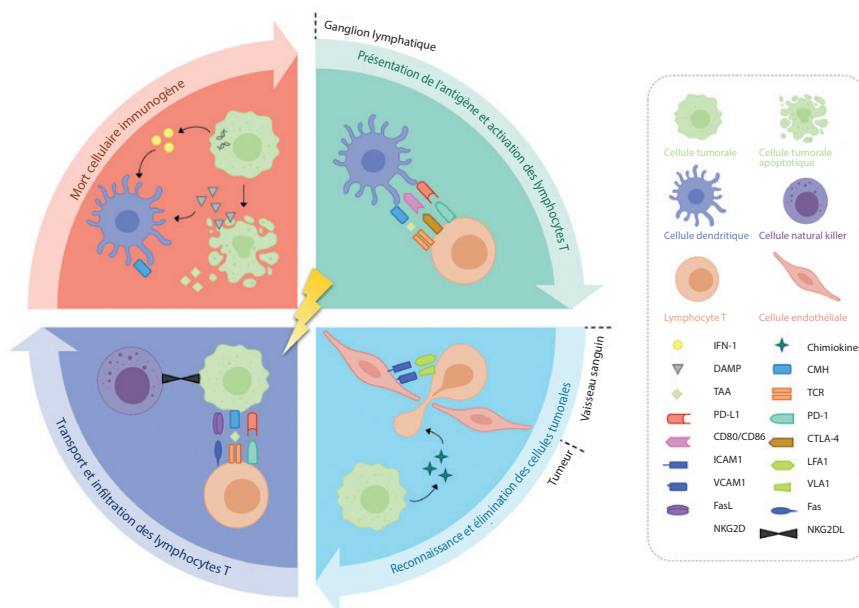 Ganglion lymphatique
Mort cellulaire immunogène
Présentation de l'antigène et activation des lymphocytes T
Transport et infiltration des lymphocytes T
Reconnaissance et élimination des cellules tumorales
Vaisseau sanguin
Tumeur
Cellule tumorale
Cellule tumorale
apoptotique
Cellule dendritique
Cellule natural killer
Lymphocyte T
Cellule endothéliale
IFN-1
Chimiokines
DAMP
CMH
TAA
TCR
PD-L1
PD-1
CD80/CD86
CTLA-4
ICAM1
LFA1
VCAM1
VLA1
FasL
Fas
NKG2D
NKG2DL